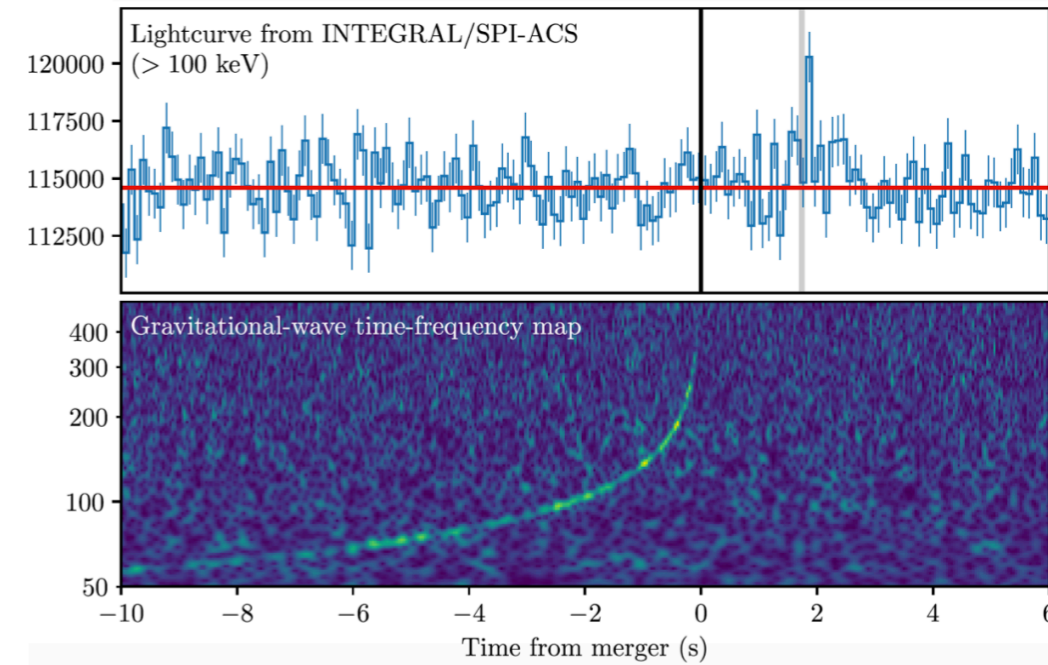 Lightcurve from INTEGRAL/SPI-ACS
(> 100 keV)
120000
117500
115000
112500
Gravitational-wave time-frequency map
400
300
200
100
50
−10 −8 −6 −4 −2 0 2 4 6
Time from merger (s)